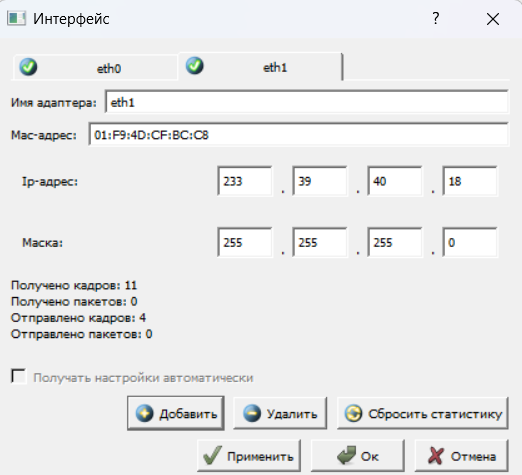 Интерфейс ?
eth0 eth1
Имя адаптера: eth1
Мас-адрес: 01:F9:4D:CF:BC:C8
Ip-адрес: 233 . 39 . 40 . 18
Маска: 255 . 255 . 255 . 0
Получено кадров: 11
Получено пакетов: 0
Отправлено кадров: 4
Отправлено пакетов: 0
Получать настройки автоматически
Добавить Удалить Сбросить статистику
Применить Ок Отмена